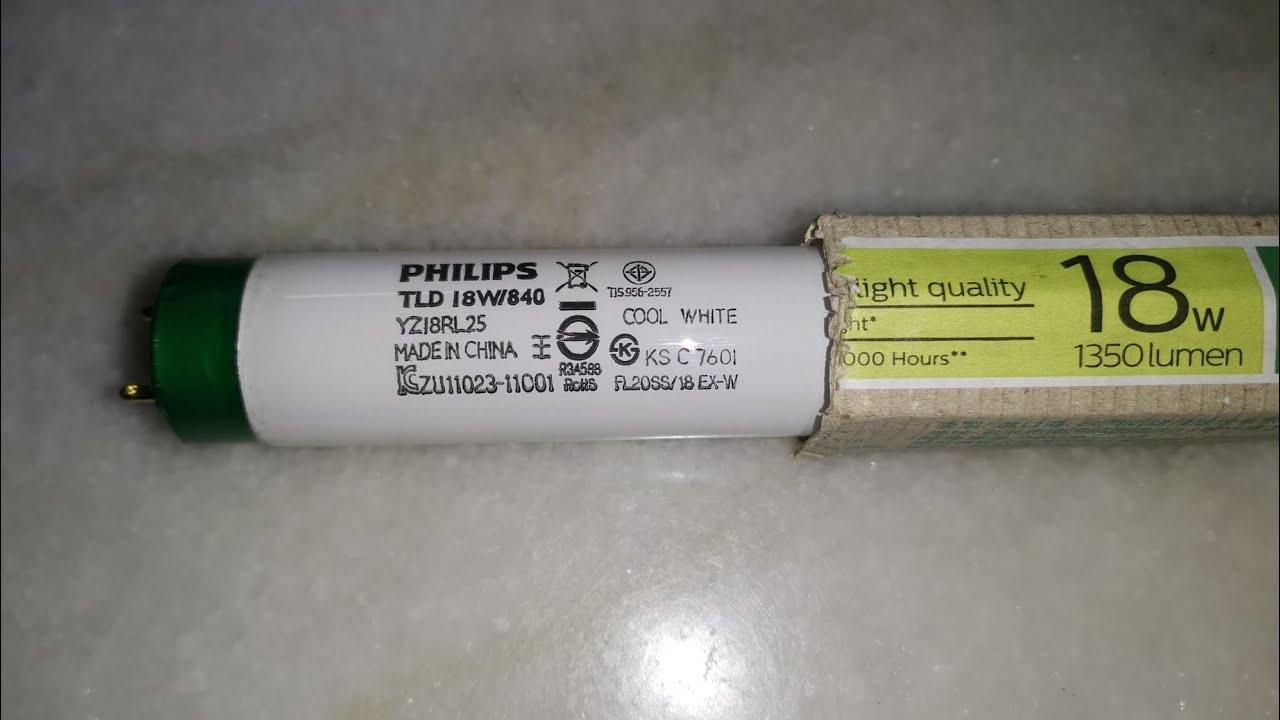 PHILIPS
TLD 18W/840
YZ18RL25
MADE IN CHINA
ZU11023-11001
R34588
RoHS
TIS.956-2557
COOL WHITE
K KS C 7601
FL20SS/18 EX-W
light quality
000 Hours**
18w
1350 lumen